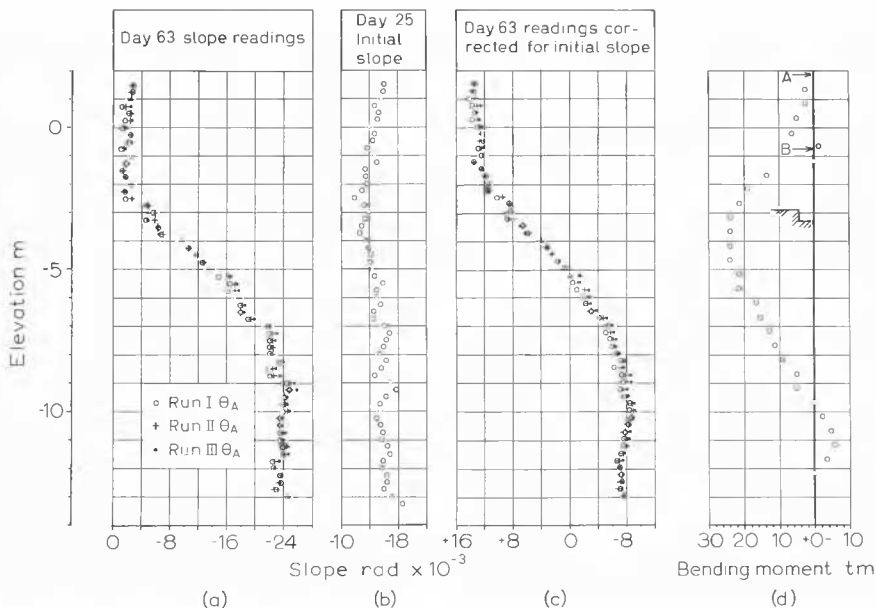 Day 63 slope readings
Day 25
Initial
slope
Day 63 readings cor-
rected for initial slope
A
B
Elevation m
0
-5
-10
Run I θA
Run II θA
Run III θA
0 -8 -16 -24
-10 -18
+16 +8 0 -8
30 20 10 +0- 10
Slope rad × 10⁻³
Bending moment tm
(a) (b) (c) (d)